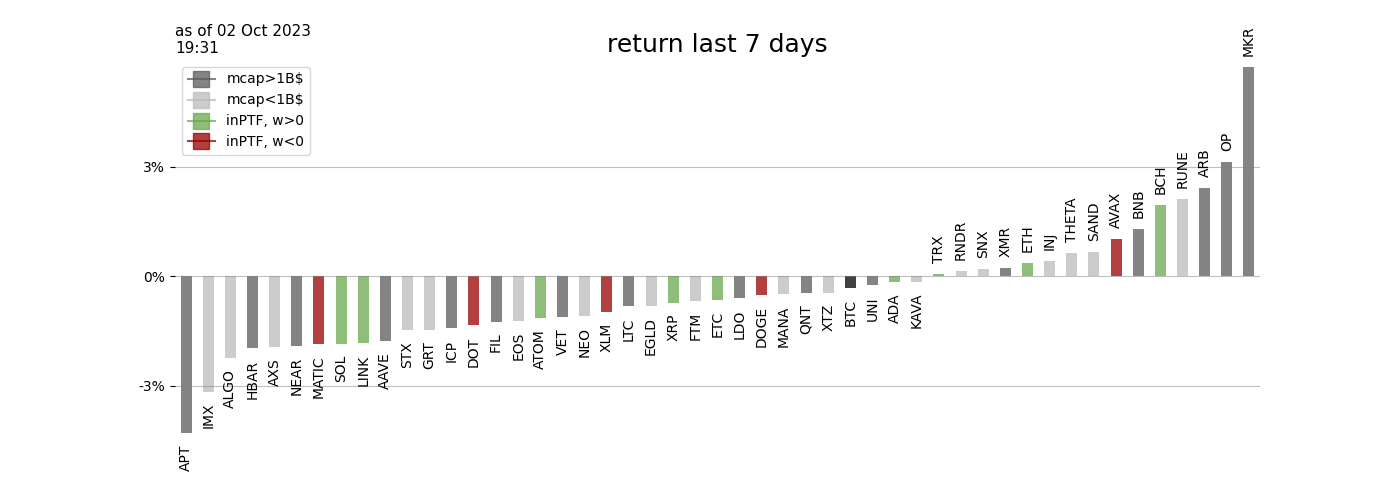 as of 02 Oct 2023
19:31
return last 7 days
mcap>1B$
mcap<1B$
inPTF, w>0
inPTF, w<0
3%
0%
-3%
APT
IMX
ALGO
HBAR
AXS
NEAR
MATIC
SOL
LINK
AAVE
STX
GRT
ICP
DOT
FIL
EOS
ATOM
VET
NEO
XLM
LTC
EGLD
XRP
FTM
ETC
LDO
DOGE
MANA
QNT
XTZ
BTC
UNI
ADA
KAVA
TRX
RNDR
SNX
XMR
ETH
INJ
THETA
SAND
AVAX
BNB
BCH
RUNE
ARB
OP
MKR